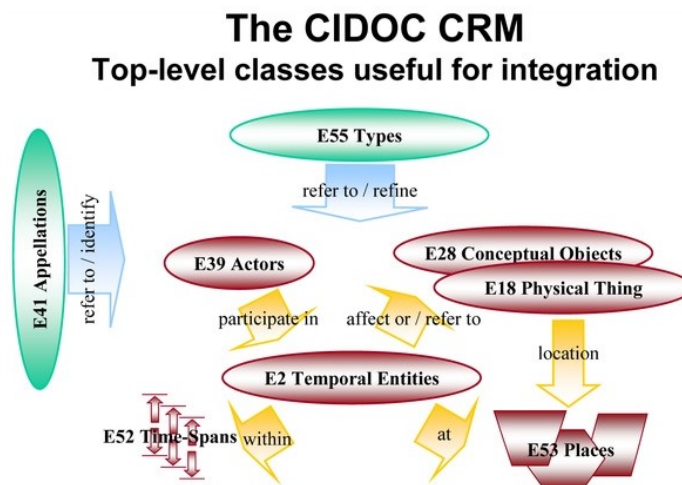 The CIDOC CRM
Top-level classes useful for integration
E55 Types
refer to / refine
E41 Appellations
refer to / identify
E39 Actors
E28 Conceptual Objects
E18 Physical Thing
participate in
affect or / refer to
location
E2 Temporal Entities
E52 Time-Spans
within
at
E53 Places